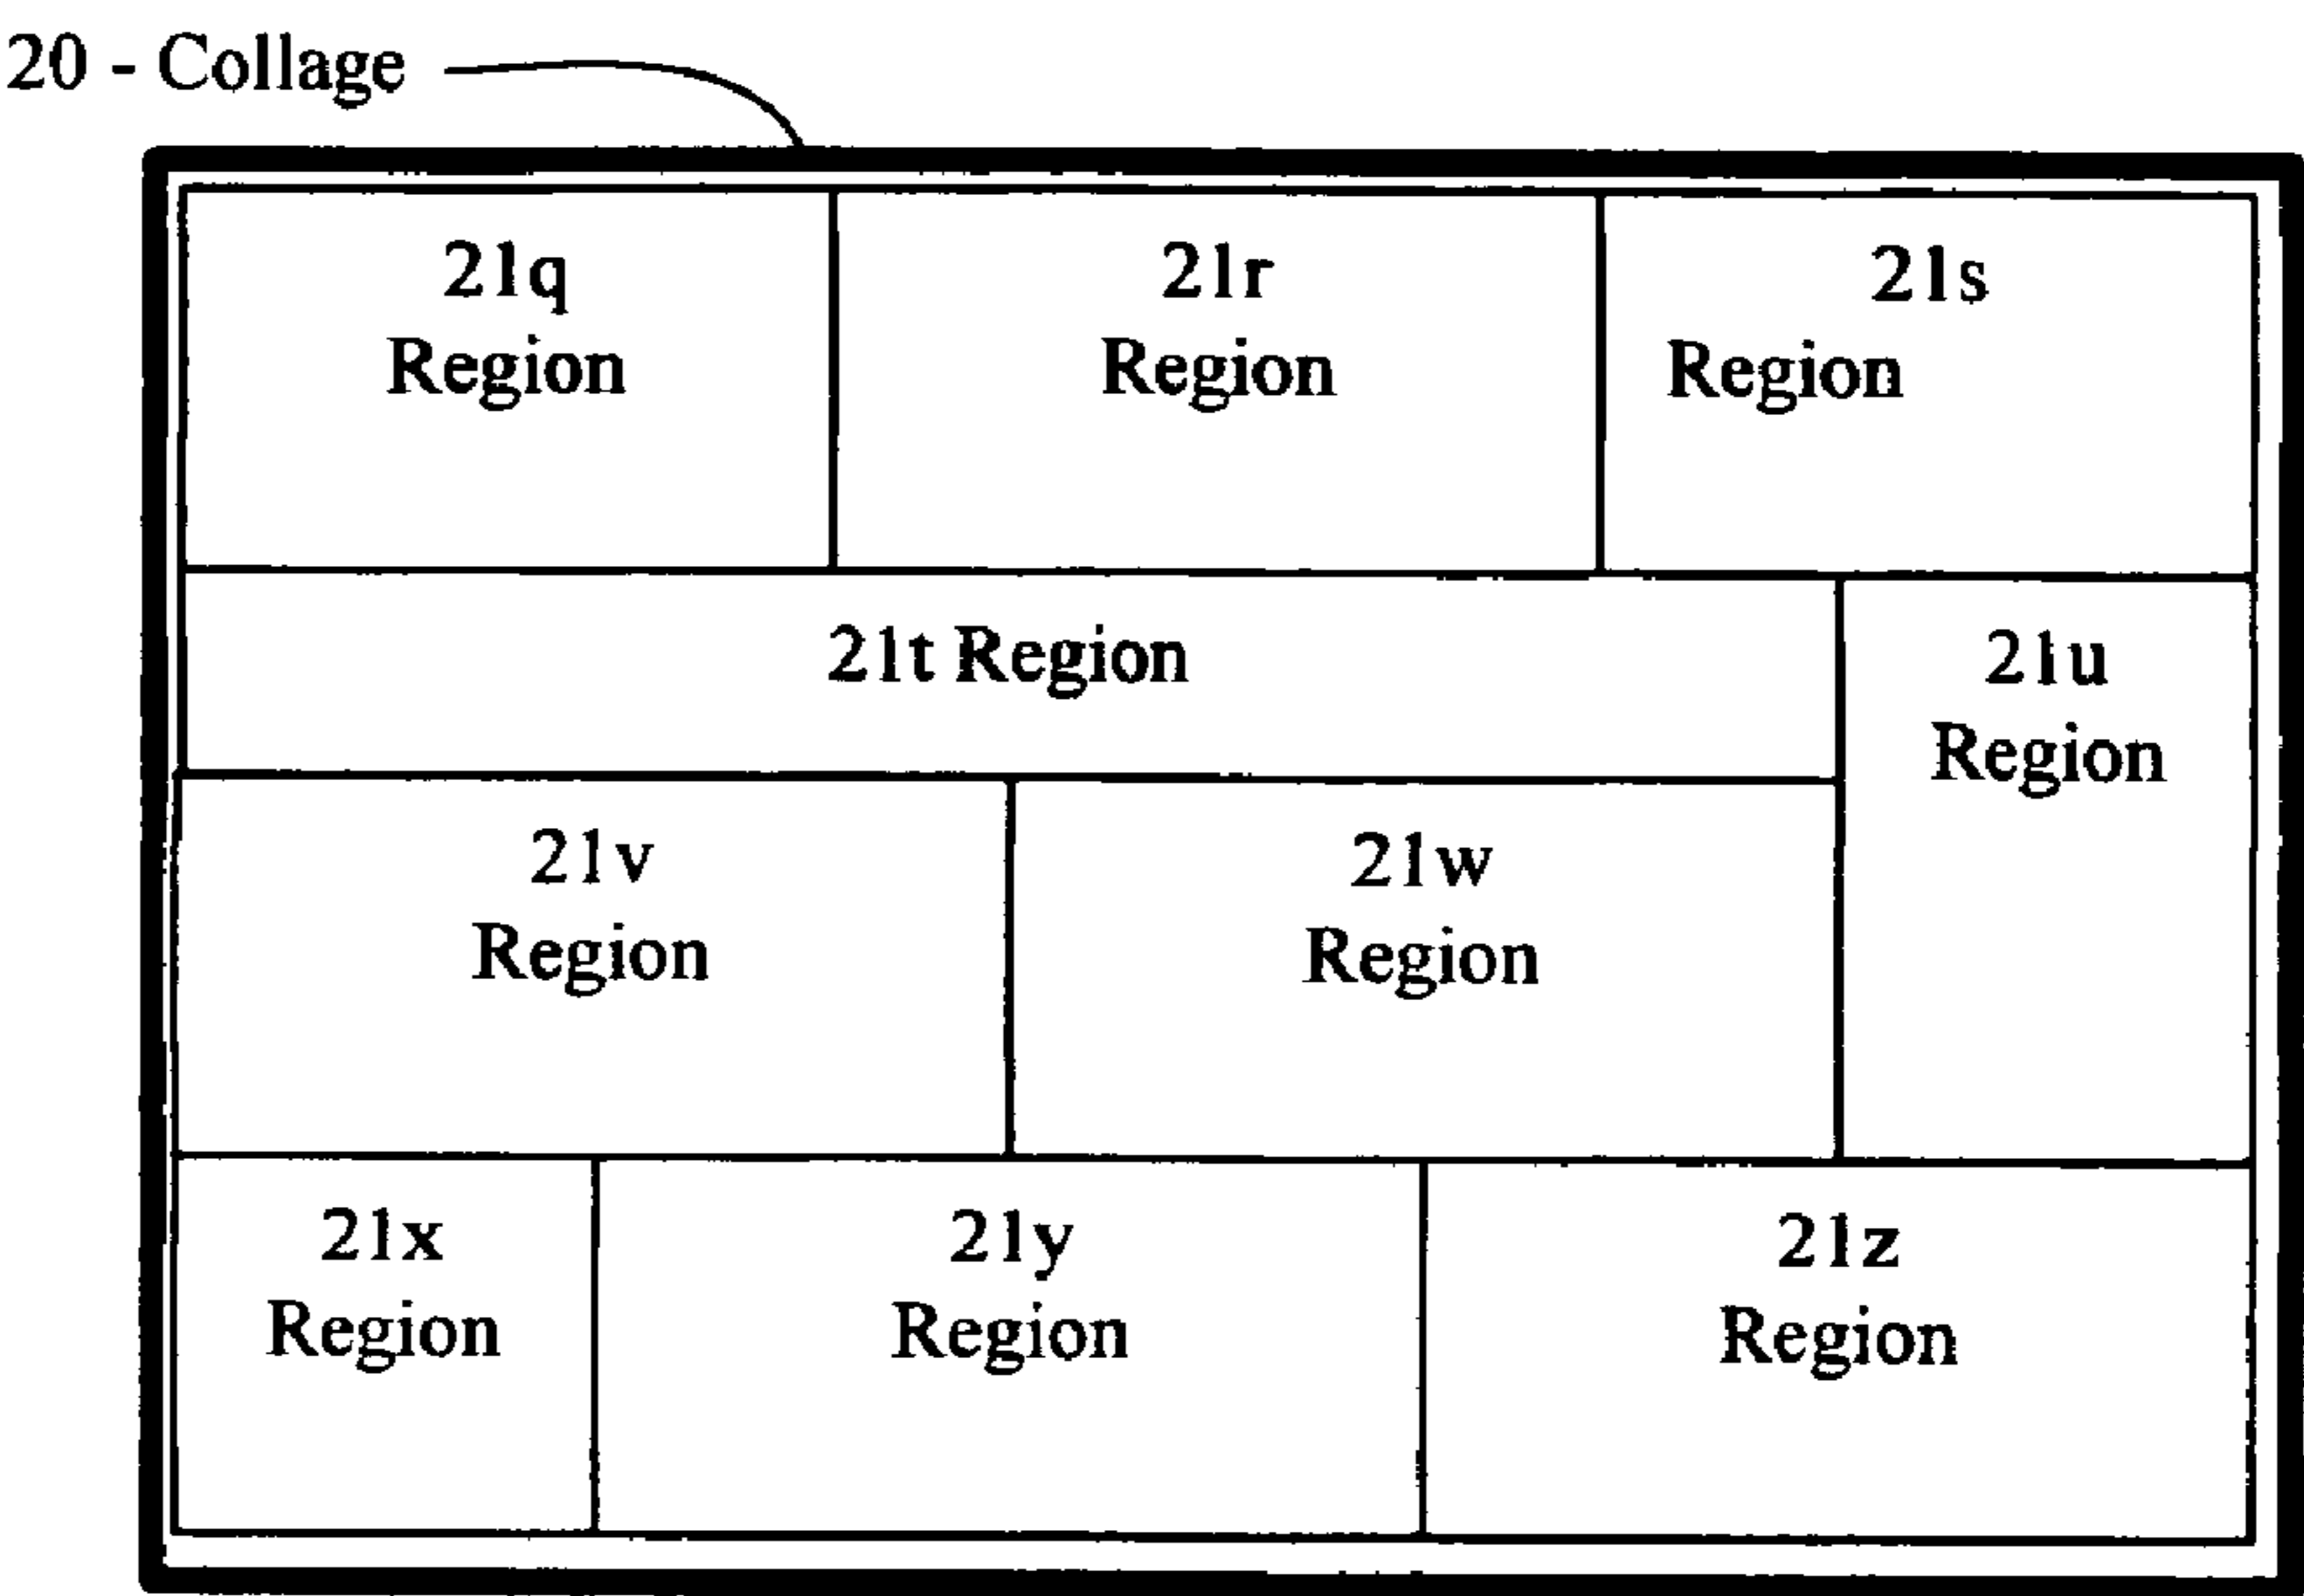 20 - Collage
21q
Region
21r
Region
21s
Region
21t Region
21u
Region
21v
Region
21w
Region
21x
Region
21y
Region
21z
Region